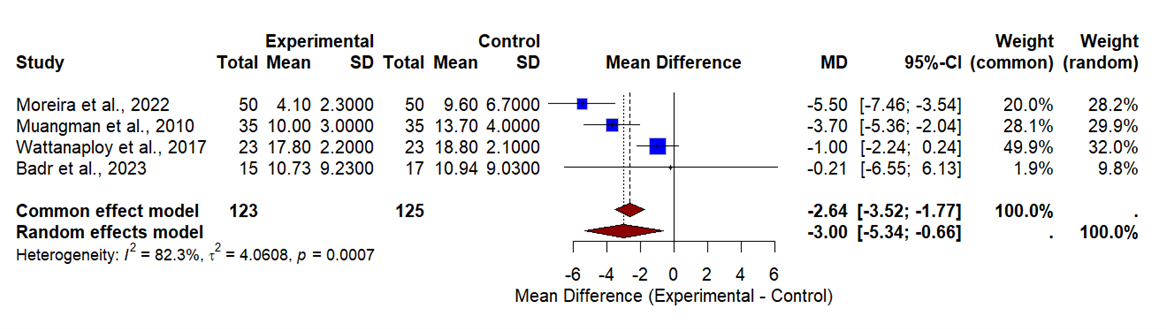 Experimental Control Weight Weight
Study Total Mean SD Total Mean SD Mean Difference MD 95%-CI (common) (random)
Moreira et al., 2022 50 4.10 2.3000 50 9.60 6.7000 -5.50 [-7.46; -3.54] 20.0% 28.2%
Muangman et al., 2010 35 10.00 3.0000 35 13.70 4.0000 -3.70 [-5.36; -2.04] 28.1% 29.9%
Wattanaploy et al., 2017 23 17.80 2.2000 23 18.80 2.1000 -1.00 [-2.24; 0.24] 49.9% 32.0%
Badr et al., 2023 15 10.73 9.2300 17 10.94 9.0300 -0.21 [-6.55; 6.13] 1.9% 9.8%
Common effect model 123 125 -2.64 [-3.52; -1.77] 100.0% .
Random effects model -3.00 [-5.34; -0.66] . 100.0%
Heterogeneity: I² = 82.3%, τ² = 4.0608, p = 0.0007
-6 -4 -2 0 2 4 6
Mean Difference (Experimental - Control)